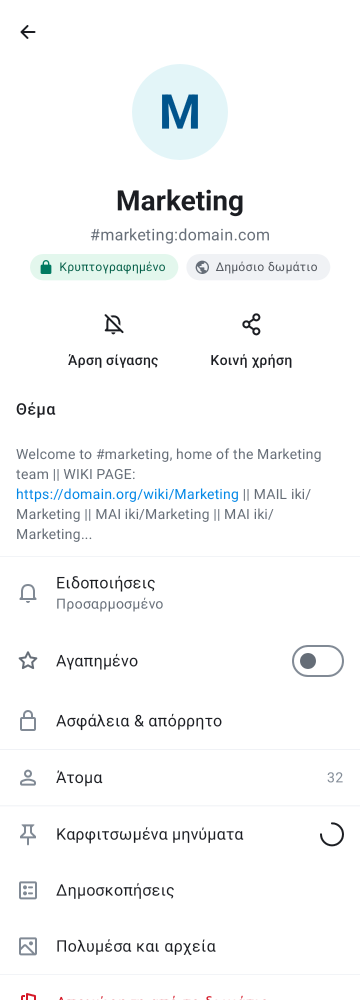 M
Marketing
#marketing:domain.com
Κρυπτογραφημένο
Δημόσιο δωμάτιο
Άρση σίγασης
Κοινή χρήση
Θέμα
Welcome to #marketing, home of the Marketing
team || WIKI PAGE:
https://domain.org/wiki/Marketing || MAIL iki/
Marketing || MAI iki/Marketing || MAI iki/
Marketing...
Ειδοποιήσεις
Προσαρμοσμένο
Αγαπημένο
Ασφάλεια & απόρρητο
Άτομα
32
Καρφιτσωμένα μηνύματα
Δημοσκοπήσεις
Πολυμέσα και αρχεία